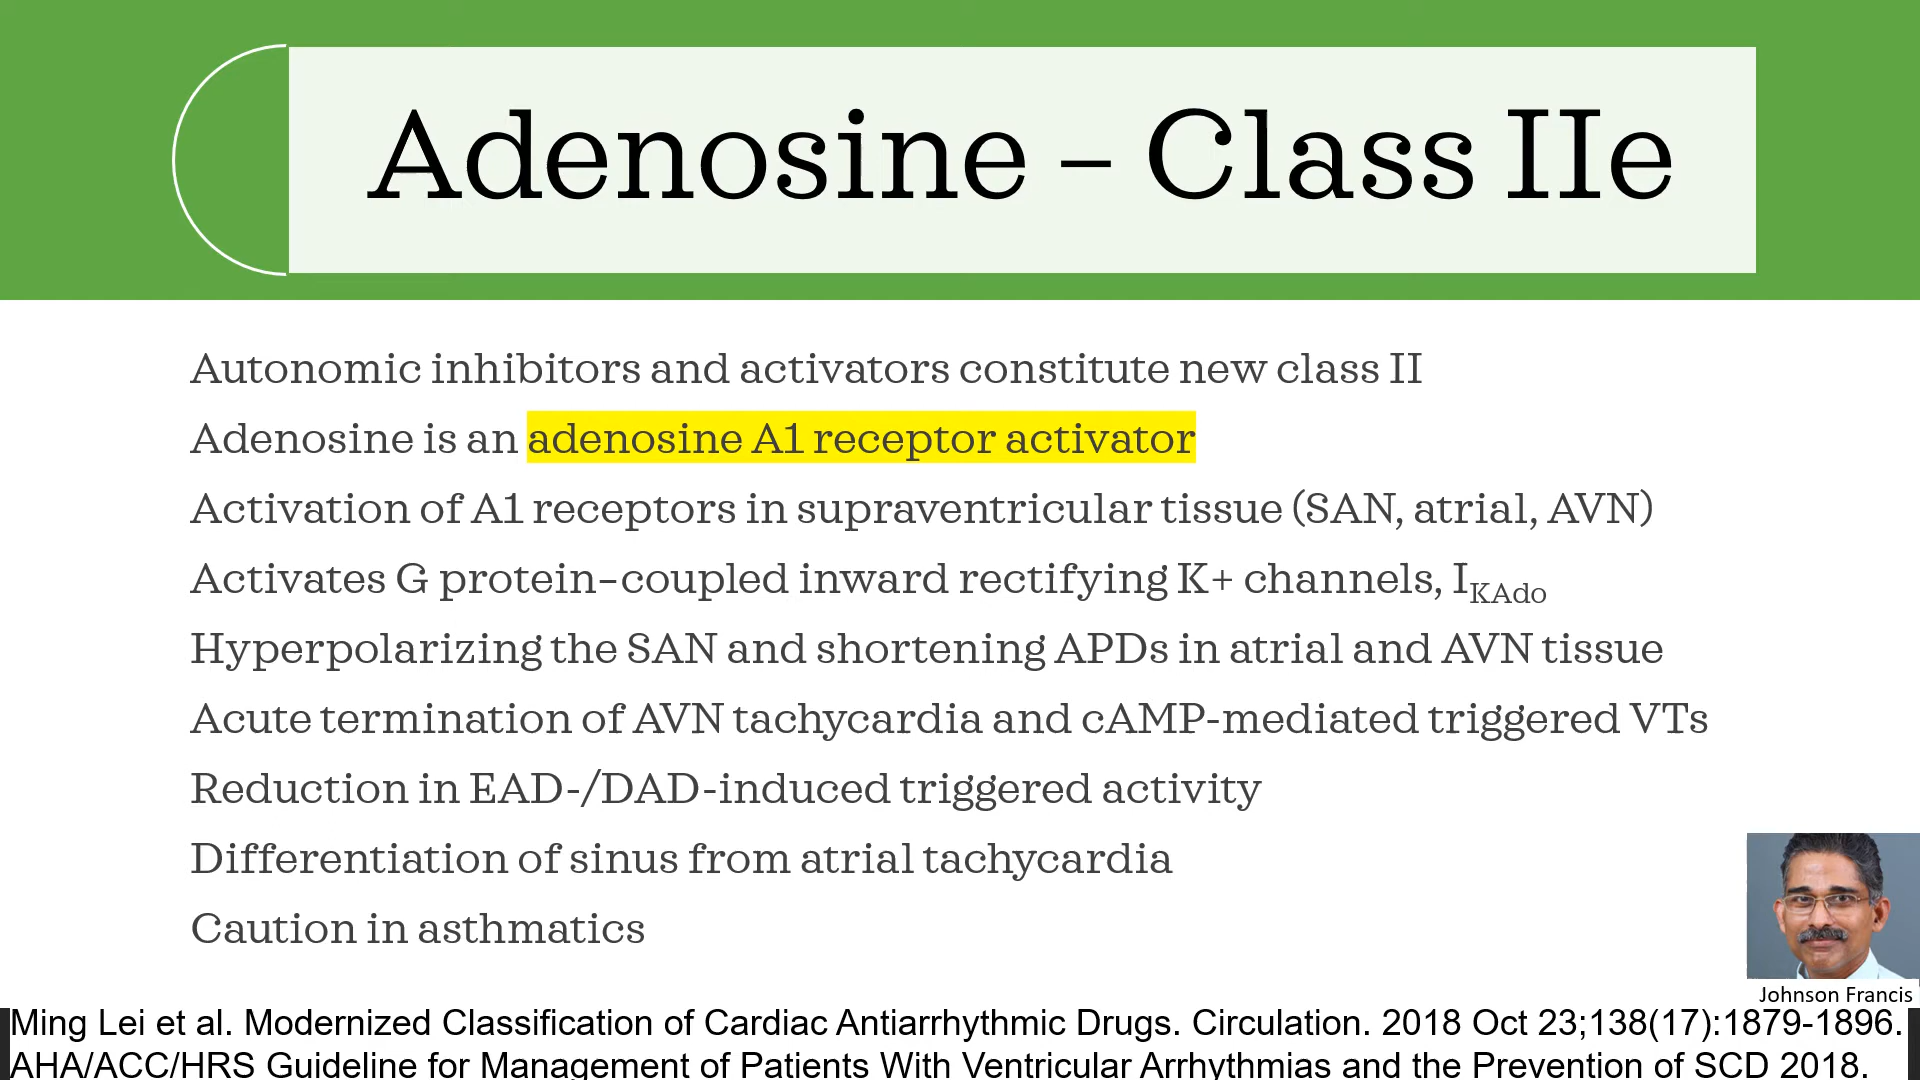 Adenosine – Class IIe
Autonomic inhibitors and activators constitute new class II
Adenosine is an adenosine A1 receptor activator
Activation of A1 receptors in supraventricular tissue (SAN, atrial, AVN)
Activates G protein–coupled inward rectifying K+ channels, IKAdo
Hyperpolarizing the SAN and shortening APDs in atrial and AVN tissue
Acute termination of AVN tachycardia and cAMP-mediated triggered VTs
Reduction in EAD-/DAD-induced triggered activity
Differentiation of sinus from atrial tachycardia
Caution in asthmatics
Johnson Francis
Ming Lei et al. Modernized Classification of Cardiac Antiarrhythmic Drugs. Circulation. 2018 Oct 23;138(17):1879-1896.
AHA/ACC/HRS Guideline for Management of Patients With Ventricular Arrhythmias and the Prevention of SCD 2018.